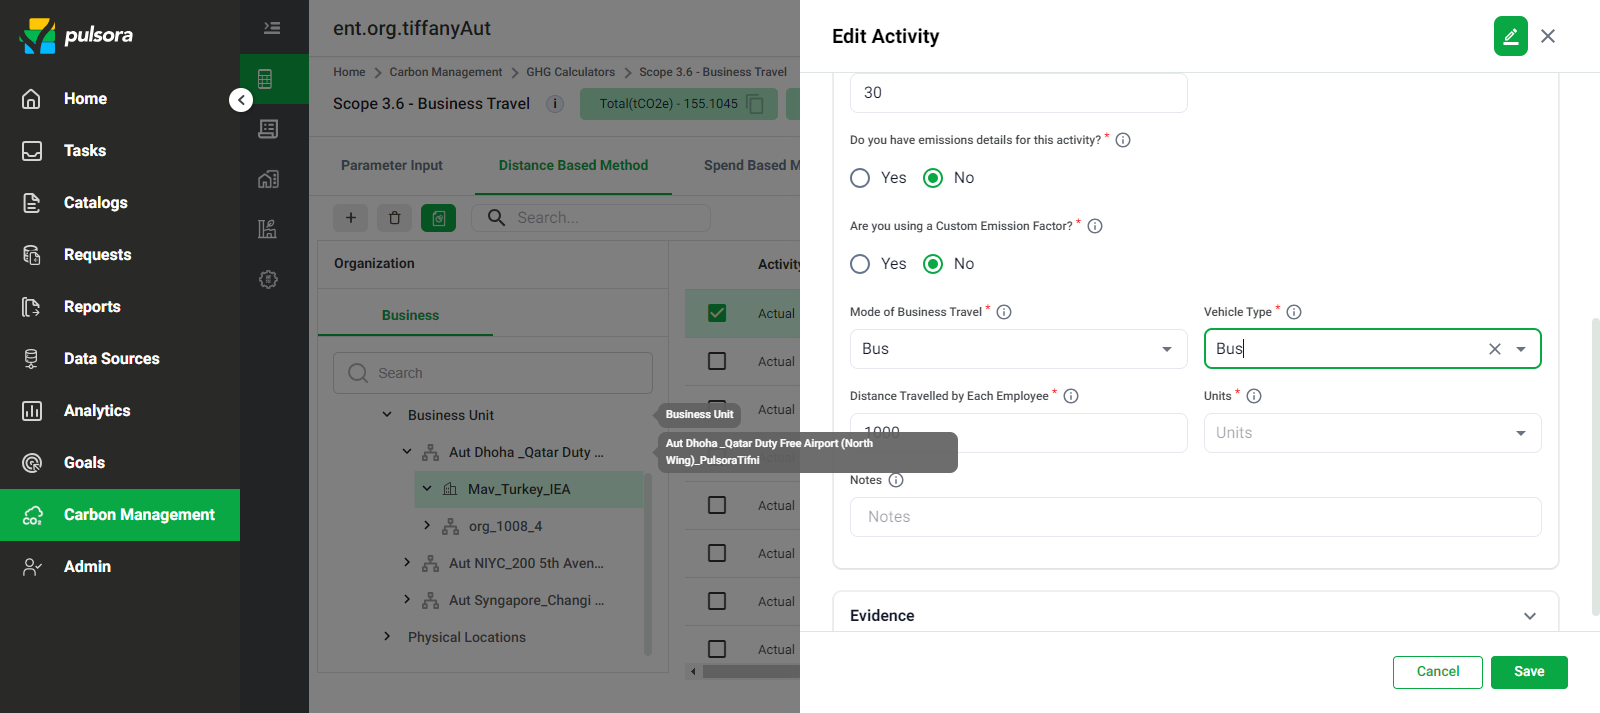 pulsora
Home
Tasks
Catalogs
Requests
Reports
Data Sources
Analytics
Goals
Carbon Management
Admin
ent.org.tiffanyAut
Home > Carbon Management > GHG Calculators > Scope 3.6 - Business Travel
Scope 3.6 - Business Travel
Total(tCO2e) - 155.1045
Parameter Input
Distance Based Method
Spend Based M
Search...
Organization
Business
Search
Business Unit
Aut Dhoha _Qatar Duty ...
Mav_Turkey_IEA
org_1008_4
Aut NIYC_200 5th Aven...
Aut Syngapore_Changi ...
Physical Locations
Business Unit
Aut Dhoha _Qatar Duty Free Airport (North
Wing)_PulsoraTifni
Activity
Actual
Actual
Actual
Actual
Actual
Actual
Actual
Edit Activity
30
Do you have emissions details for this activity? *
Yes No
Are you using a Custom Emission Factor? *
Yes No
Mode of Business Travel *
Bus
Vehicle Type *
Bus
Distance Travelled by Each Employee *
1000
Units *
Units
Notes
Notes
Evidence
Cancel
Save